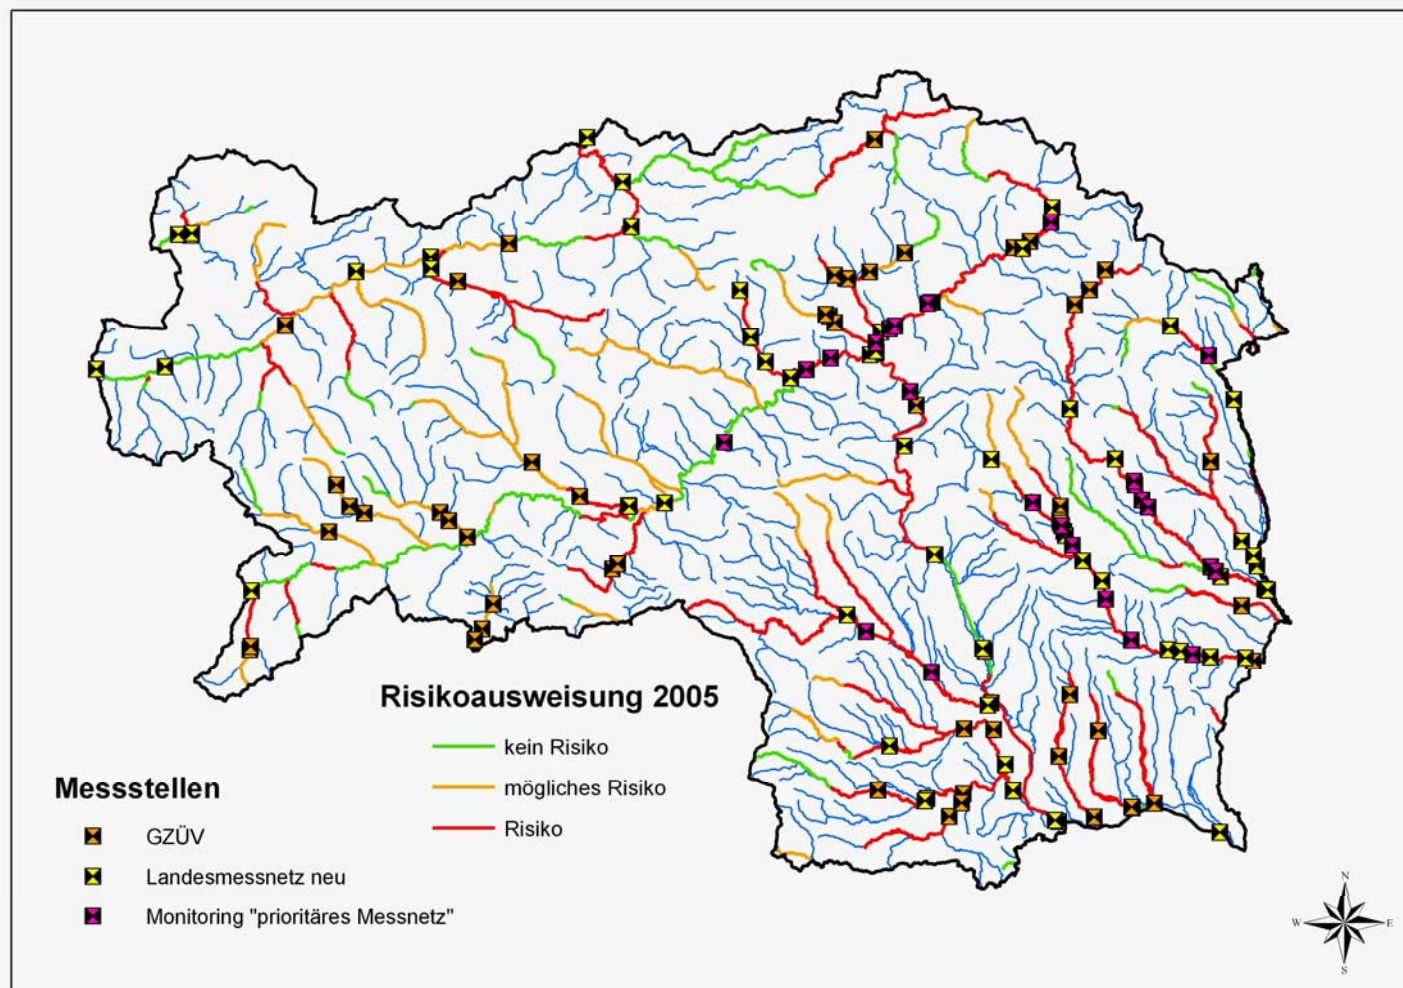 Risikoausweisung 2005
kein Risiko
mögliches Risiko
Risiko
Messstellen
GZÜV
Landesmessnetz neu
Monitoring "prioritäres Messnetz"
N
W
E
S